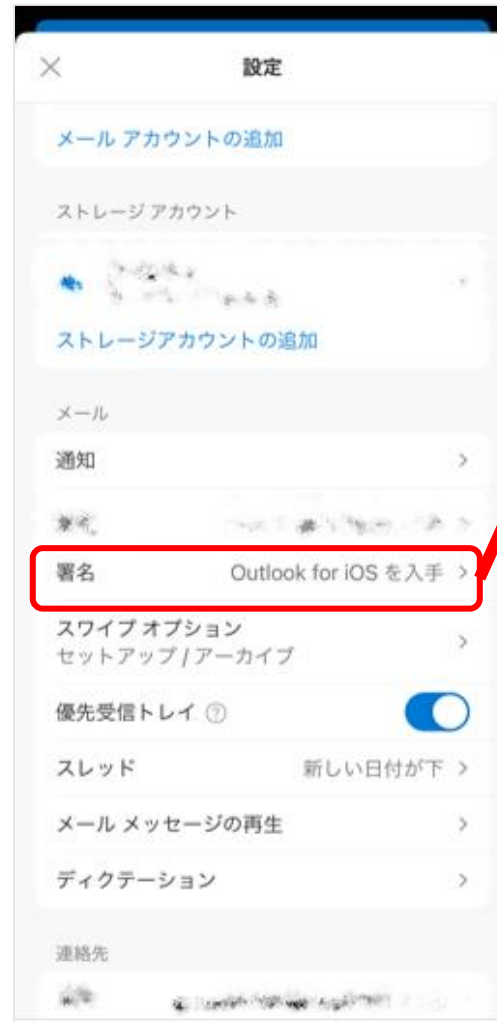 設定
メール アカウントの追加
ストレージ アカウント
ストレージアカウントの追加
メール
通知
署名 Outlook for iOS を入手
スワイプ オプション
セットアップ / アーカイブ
優先受信トレイ
スレッド 新しい日付が下
メール メッセージの再生
ディクテーション
連絡先